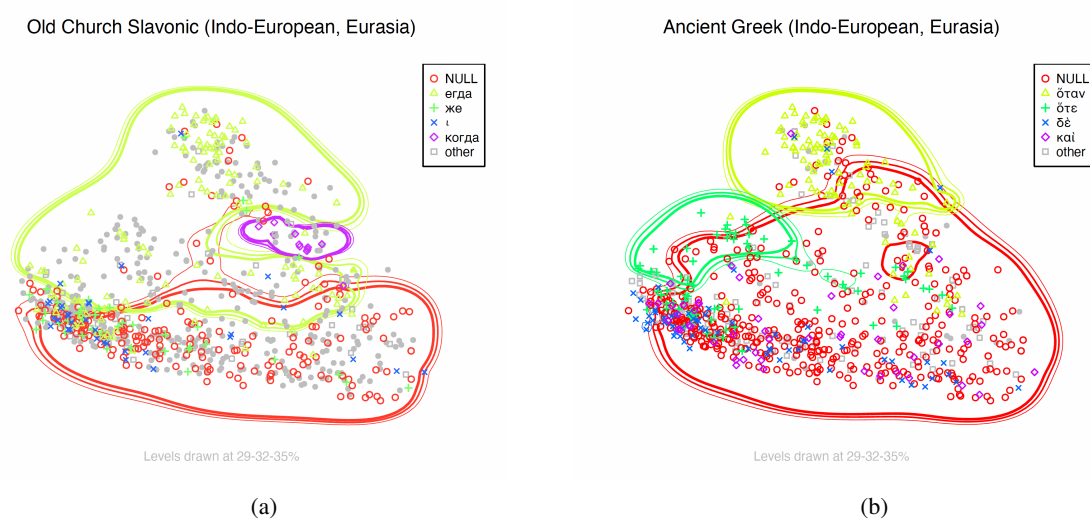 Old Church Slavonic (Indo-European, Eurasia)
NULL
егда
же
ι
когда
other
Levels drawn at 29-32-35%
(a)
Ancient Greek (Indo-European, Eurasia)
NULL
ὅταν
ὅτε
δὲ
καὶ
other
Levels drawn at 29-32-35%
(b)